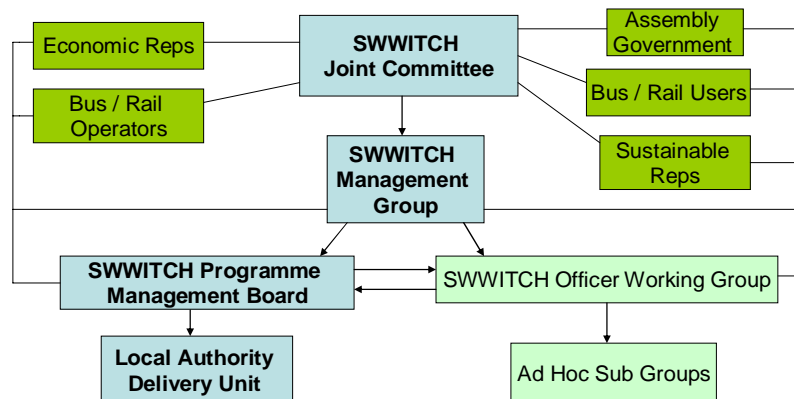 Economic Reps
SWWITCH
Joint Committee
Assembly
Government
Bus / Rail
Operators
Bus / Rail Users
SWWITCH
Management
Group
Sustainable
Reps
SWWITCH Programme
Management Board
SWWITCH Officer Working Group
Local Authority
Delivery Unit
Ad Hoc Sub Groups